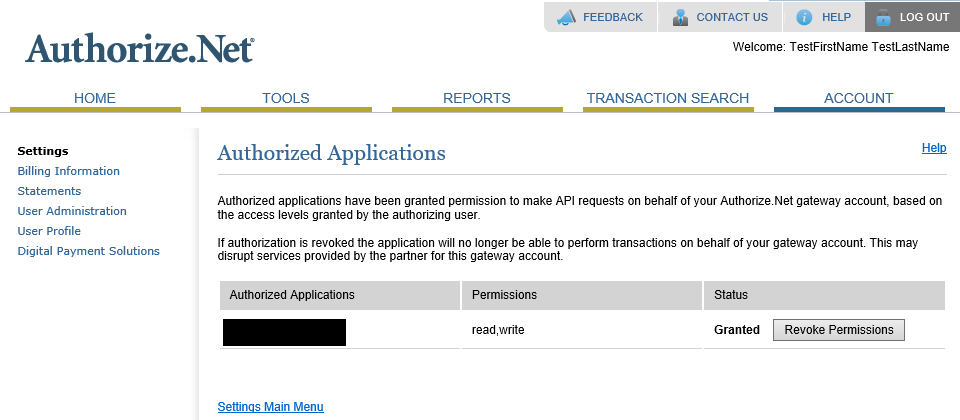 FEEDBACK CONTACT US HELP LOG OUT
Authorize.Net®
Welcome: TestFirstName TestLastName
HOME TOOLS REPORTS TRANSACTION SEARCH ACCOUNT
Settings
Billing Information
Statements
User Administration
User Profile
Digital Payment Solutions
Authorized Applications
Help
Authorized applications have been granted permission to make API requests on behalf of your Authorize.Net gateway account, based on
the access levels granted by the authorizing user.
If authorization is revoked the application will no longer be able to perform transactions on behalf of your gateway account. This may
disrupt services provided by the partner for this gateway account.
Authorized Applications Permissions Status
read,write Granted Revoke Permissions
Settings Main Menu